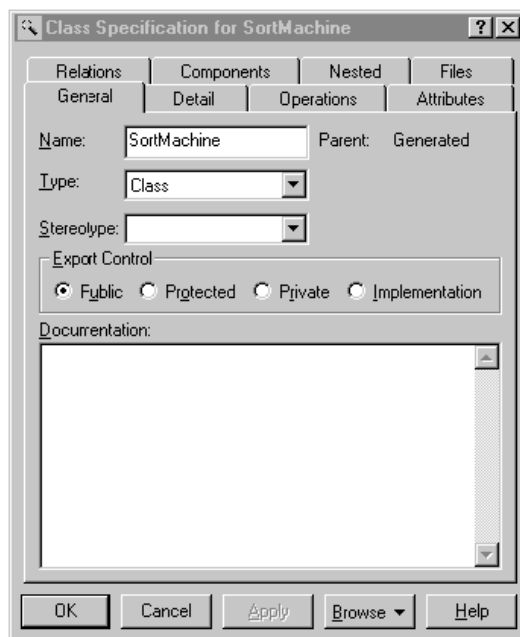 Class Specification for SortMachine
Relations Components Nested Files
General Detail Operations Attributes
Name: SortMachine Parent: Generated
Type: Class
Stereotype:
Export Control
Public Protected Private Implementation
Documentation:
OK Cancel Apply Browse Help